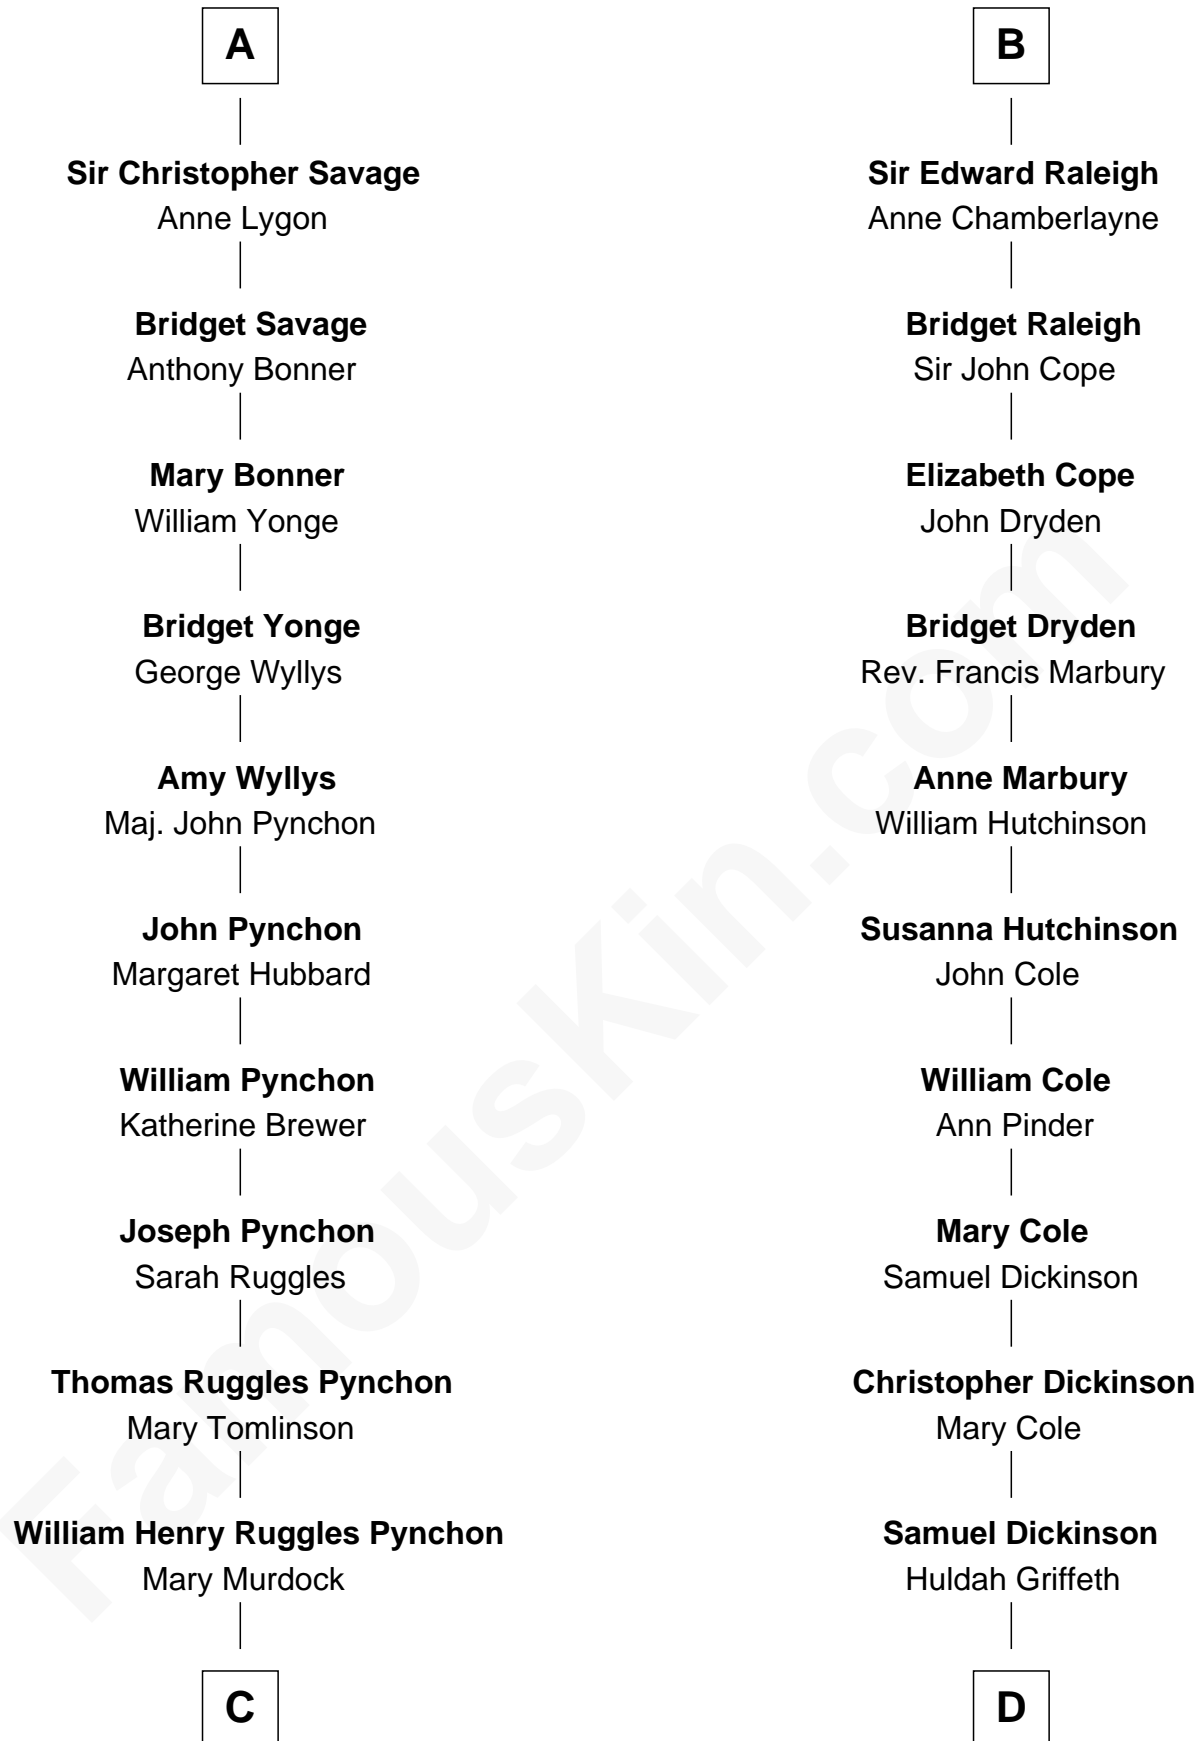 A
Sir Christopher Savage
Anne Lygon
Bridget Savage
Anthony Bonner
Mary Bonner
William Yonge
Bridget Yonge
George Wyllys
Amy Wyllys
Maj. John Pynchon
John Pynchon
Margaret Hubbard
William Pynchon
Katherine Brewer
Joseph Pynchon
Sarah Ruggles
Thomas Ruggles Pynchon
Mary Tomlinson
William Henry Ruggles Pynchon
Mary Murdock
C
B
Sir Edward Raleigh
Anne Chamberlayne
Bridget Raleigh
Sir John Cope
Elizabeth Cope
John Dryden
Bridget Dryden
Rev. Francis Marbury
Anne Marbury
William Hutchinson
Susanna Hutchinson
John Cole
William Cole
Ann Pinder
Mary Cole
Samuel Dickinson
Christopher Dickinson
Mary Cole
Samuel Dickinson
Huldah Griffeth
D
FamousKin.com